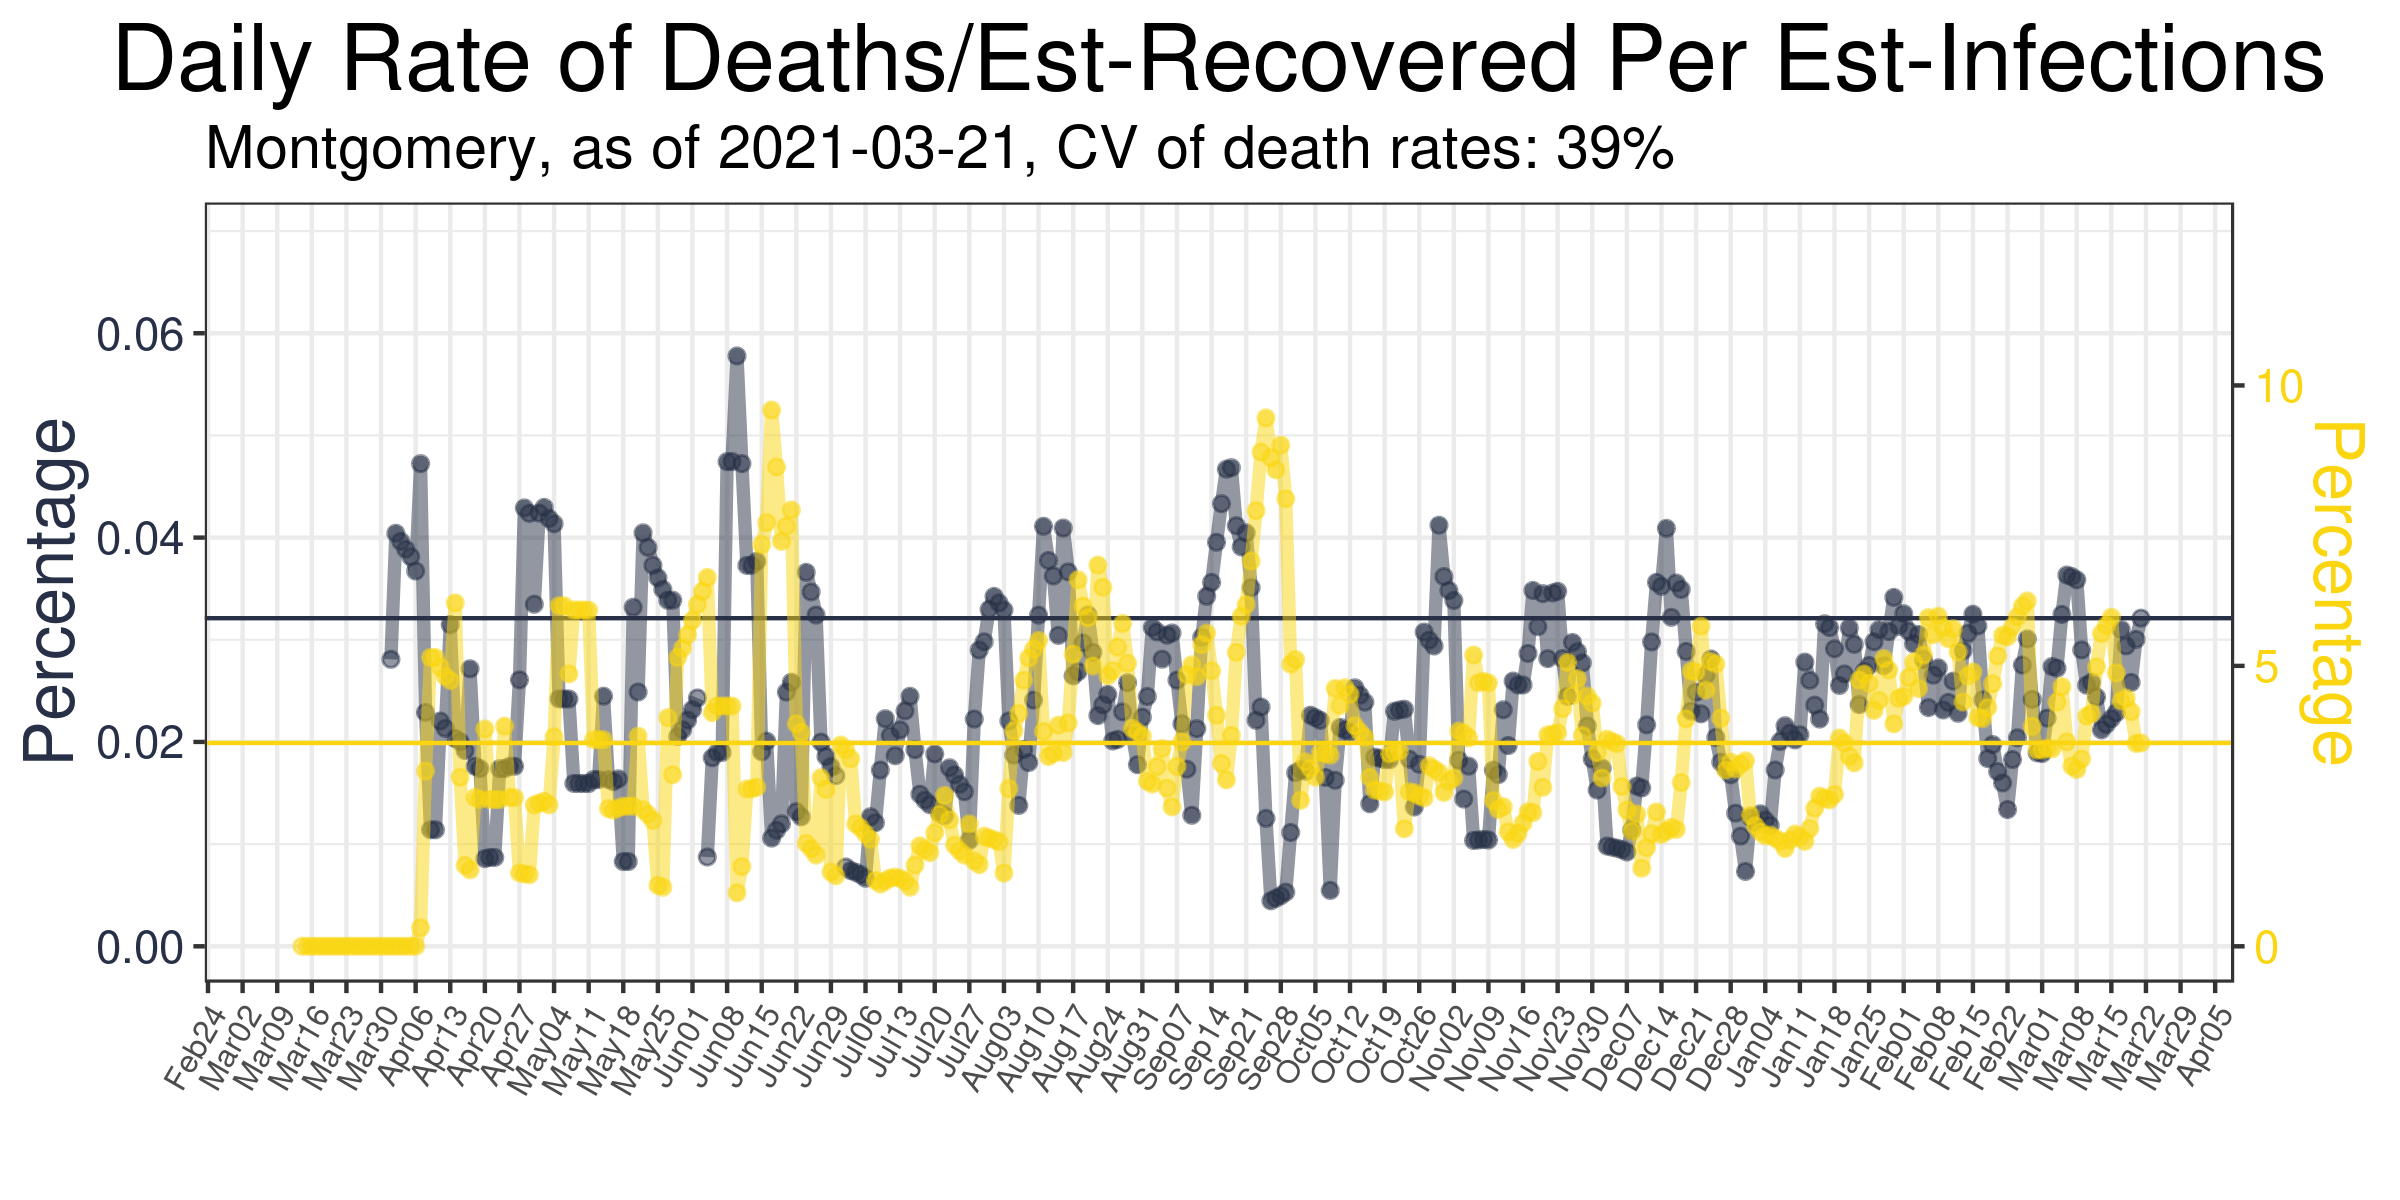 Daily Rate of Deaths/Est-Recovered Per Est-Infections
Montgomery, as of 2021-03-21, CV of death rates: 39%
Percentage
0.06
0.04
0.02
0.00
10
5
0
Percentage
Feb24
Mar02
Mar09
Mar16
Mar23
Mar30
Apr06
Apr13
Apr20
Apr27
May04
May11
May18
May25
Jun01
Jun08
Jun15
Jun22
Jun29
Jul06
Jul13
Jul20
Jul27
Aug03
Aug10
Aug17
Aug24
Aug31
Sep07
Sep14
Sep21
Sep28
Oct05
Oct12
Oct19
Oct26
Nov02
Nov09
Nov16
Nov23
Nov30
Dec07
Dec14
Dec21
Dec28
Jan04
Jan11
Jan18
Jan25
Feb01
Feb08
Feb15
Feb22
Mar01
Mar08
Mar15
Mar22
Mar29
Apr05